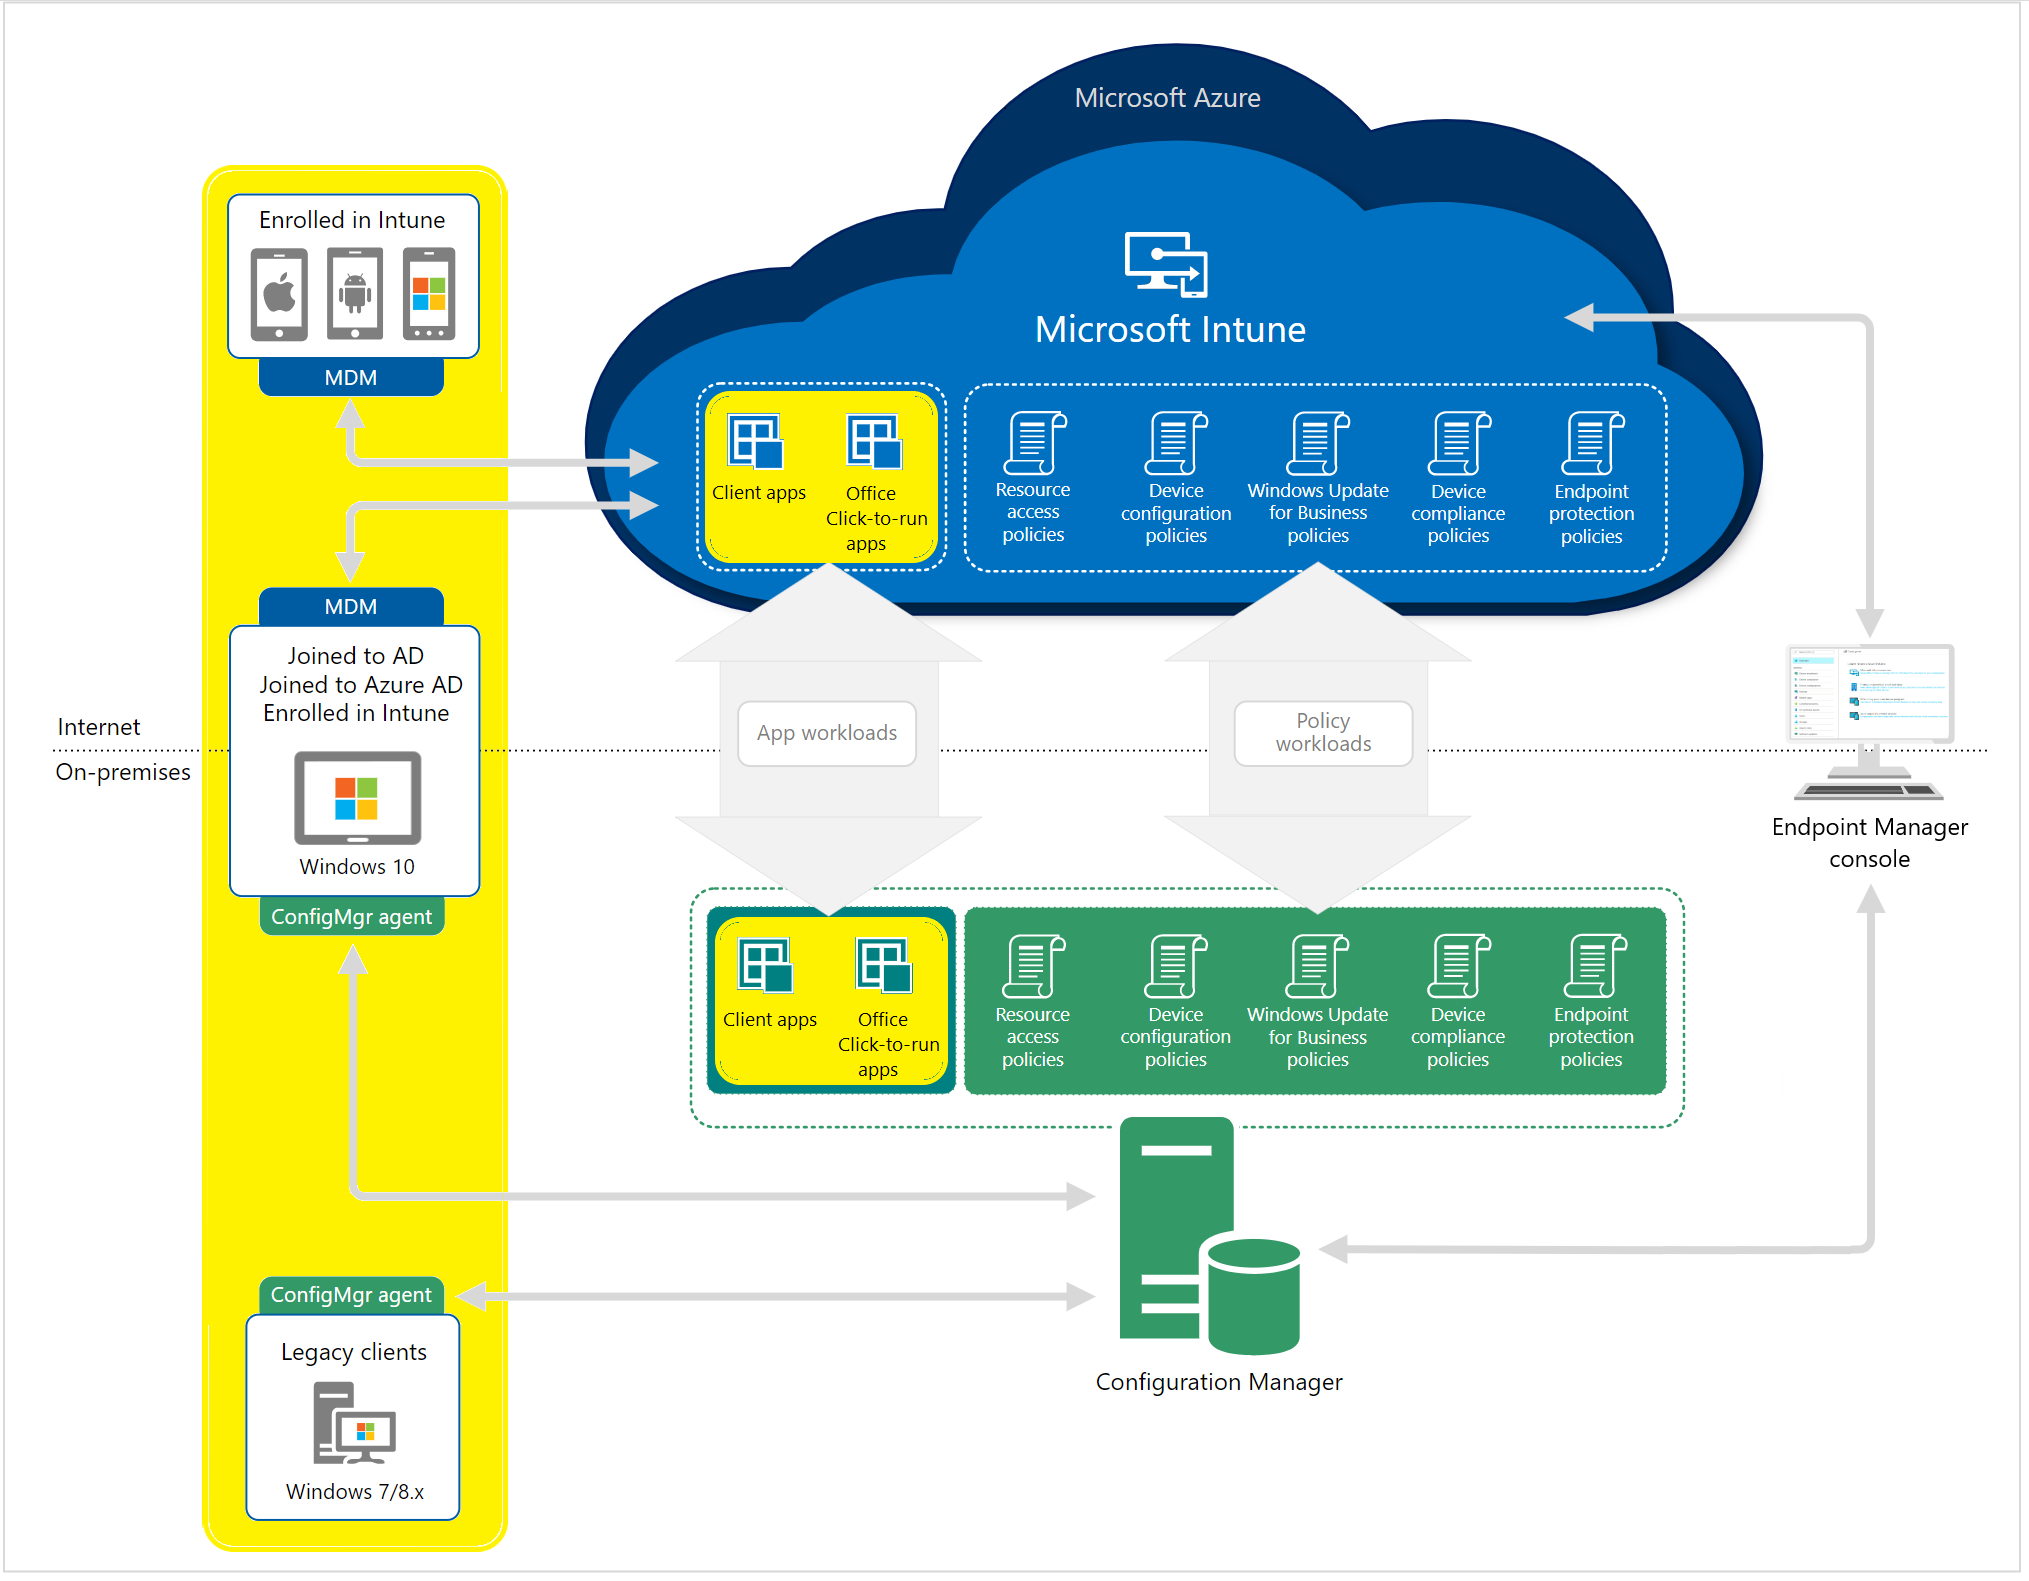 Microsoft Azure
Enrolled in Intune
MDM
Microsoft Intune
Client apps
Office
Click-to-run
apps
Resource
access
policies
Device
configuration
policies
Windows Update
for Business
policies
Device
compliance
policies
Endpoint
protection
policies
MDM
Joined to AD
Joined to Azure AD
Enrolled in Intune
Windows 10
ConfigMgr agent
Internet
On-premises
App workloads
Policy
workloads
Endpoint Manager
console
Client apps
Office
Click-to-run
apps
Resource
access
policies
Device
configuration
policies
Windows Update
for Business
policies
Device
compliance
policies
Endpoint
protection
policies
ConfigMgr agent
Legacy clients
Windows 7/8.x
Configuration Manager